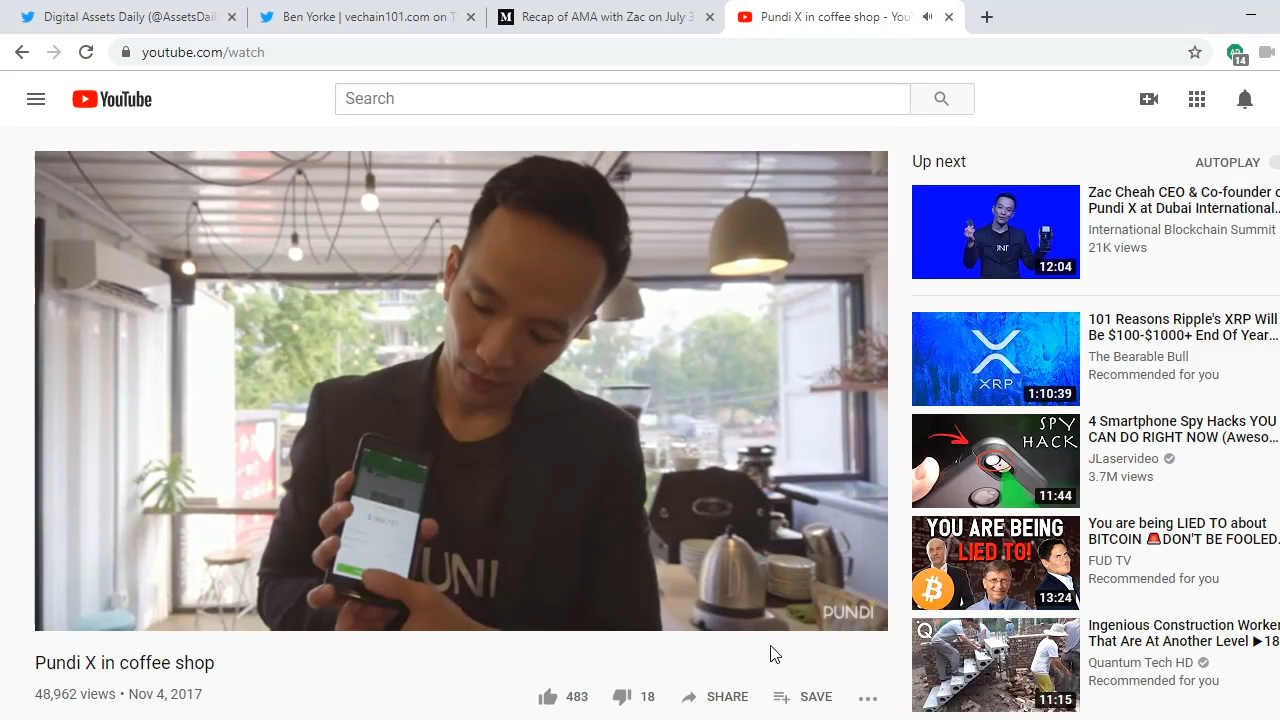 Digital Assets Daily (@AssetsDail
Ben Yorke | vechain101.com on T
Recap of AMA with Zac on July 3
Pundi X in coffee shop - You
youtube.com/watch
14
YouTube
Search
Up next
AUTOPLAY
Zac Cheah CEO & Co-founder
Pundi X at Dubai International...
International Blockchain Summit
21K views
12:04
101 Reasons Ripple's XRP Will
Be $100-$1000+ End Of Year...
The Bearable Bull
Recommended for you
XRP
1:10:39
SPY
HACK
4 Smartphone Spy Hacks YOU
CAN DO RIGHT NOW (Aweso...
JLaservideo
3.7M views
11:44
YOU ARE BEING
LIED TO!
You are being LIED TO about
BITCOIN 🚨DON'T BE FOOLED.
FUD TV
Recommended for you
13:24
Ingenious Construction Worker
That Are At Another Level ▶18
Quantum Tech HD
Recommended for you
11:15
UNI
PUNDI
Pundi X in coffee shop
48,962 views • Nov 4, 2017
483
18
SHARE
SAVE